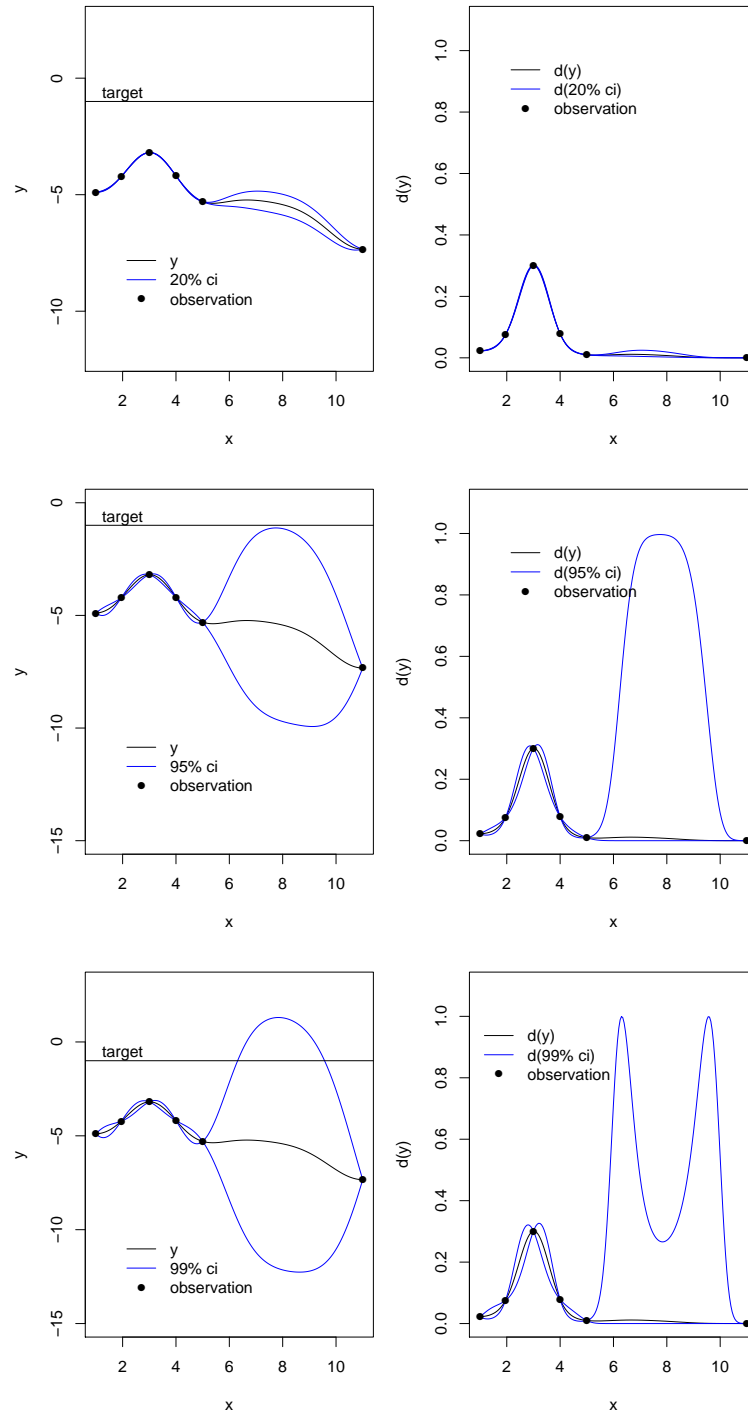 target
y
20% ci
observation
0
−5
−10
y
2 4 6 8 10
x
d(y)
d(20% ci)
observation
1.0
0.8
0.6
0.4
0.2
0.0
d(y)
2 4 6 8 10
x
target
y
95% ci
observation
0
−5
−10
−15
y
2 4 6 8 10
x
d(y)
d(95% ci)
observation
1.0
0.8
0.6
0.4
0.2
0.0
d(y)
2 4 6 8 10
x
target
y
99% ci
observation
0
−5
−10
−15
y
2 4 6 8 10
x
d(y)
d(99% ci)
observation
1.0
0.8
0.6
0.4
0.2
0.0
d(y)
2 4 6 8 10
x